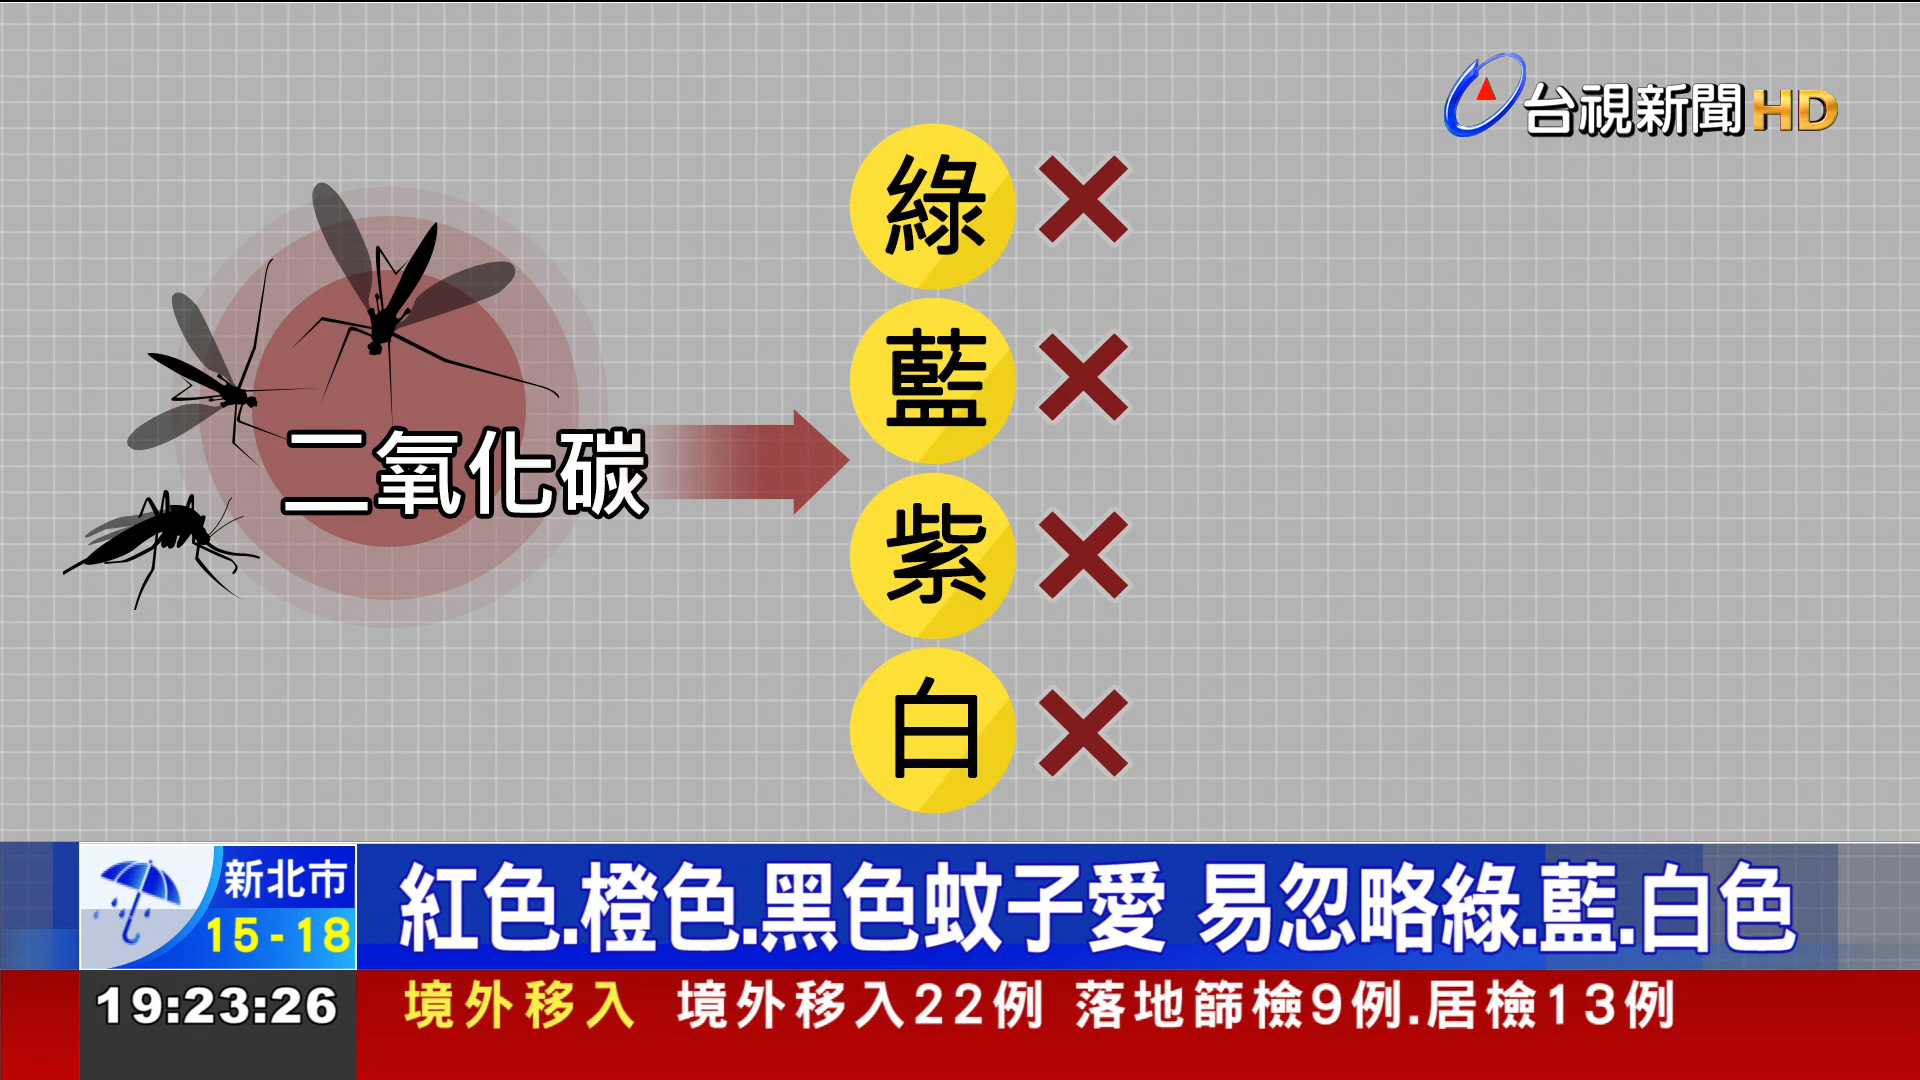 台視新聞HD
綠
藍
紫
白
二氧化碳
新北市
15-18
紅色.橙色.黑色蚊子愛 易忽略綠.藍.白色
19:23:26
境外移入 境外移入22例 落地篩檢9例.居檢13例